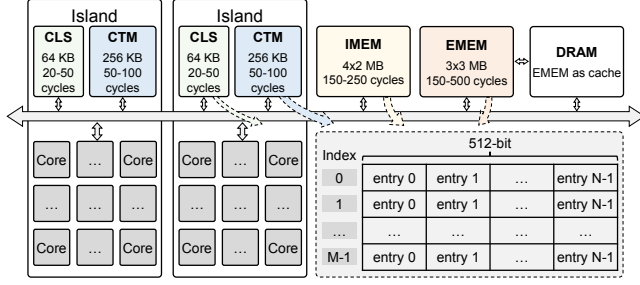 Island
CLS
64 KB
20-50
cycles
CTM
256 KB
50-100
cycles
Core … Core
… … …
Core … Core
Island
CLS
64 KB
20-50
cycles
CTM
256 KB
50-100
cycles
Core … Core
… … …
Core … Core
IMEM
4x2 MB
150-250 cycles
EMEM
3x3 MB
150-500 cycles
DRAM
EMEM as cache
512-bit
Index
0 entry 0 entry 1 … entry N-1
1 entry 0 entry 1 … entry N-1
… … … … …
M-1 entry 0 entry 1 … entry N-1